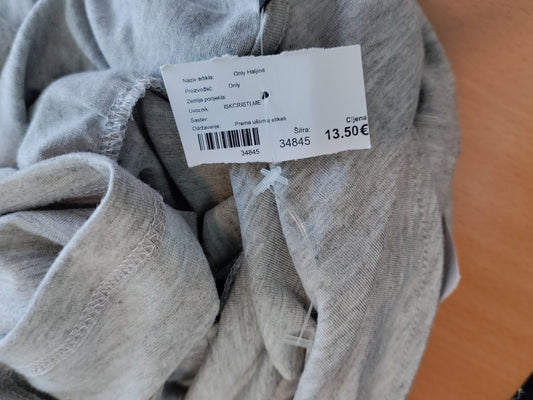 Naziv artikla: Only Haljina
Proizvođač: Only
Zemlja porijekla:
Uvoznik: ISKCRISTI.ME
Sastav:
Održavanje: Prema ušivenoj etiketi
34845
Šifra:
34845
Cijena
13.50€